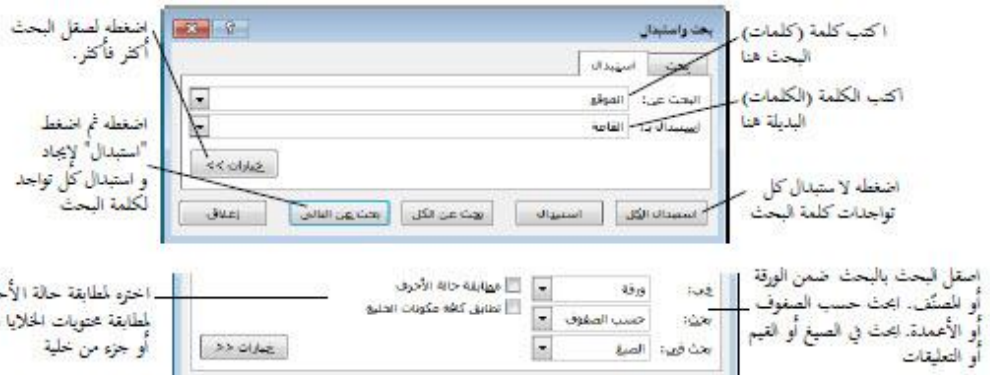 بحث واستبدال
بحث
استبدال
البحث عن: الموقع
استبدال بـ: القاعة
خيارات >>
استبدال الكل
استبدال
بحث عن الكل
بحث عن التالي
إغلاق
اكتب كلمة (كلمات)
البحث هنا
اكتب الكلمة (الكلمات)
البديلة هنا
اضغطه لاستبدال كل
تواجدات كلمة البحث
اضغطه لصقل البحث
أكثر فأكثر.
اضغطه ثم اضغط
"استبدال" لإيجاد
و استبدال كل تواجد
لكلمة البحث
في: ورقة
بحث: حسب الصفوف
بحث في: الصيغ
مطابقة حالة الأحرف
تطابق كافة مكونات الخلية
خيارات <<
اصقل البحث بالبحث ضمن الورقة
أو المصنّف. ابحث حسب الصفوف
أو الأعمدة. ابحث في الصيغ أو القيم
أو التعليقات
اختره لمطابقة حالة الأح
لمطابقة محتويات الخلايا
أو جزء من خلية